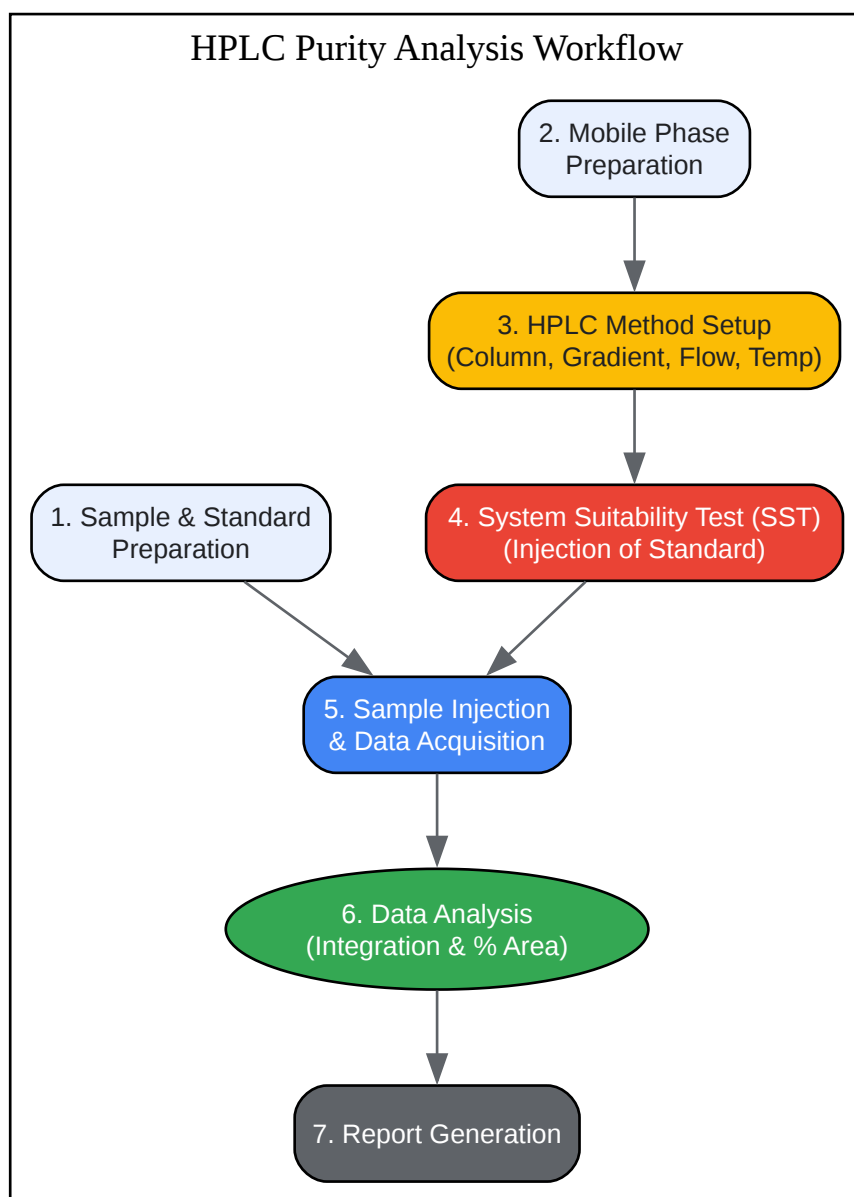 HPLC Purity Analysis Workflow
2. Mobile Phase
Preparation
3. HPLC Method Setup
(Column, Gradient, Flow, Temp)
1. Sample & Standard
Preparation
4. System Suitability Test (SST)
(Injection of Standard)
5. Sample Injection
& Data Acquisition
6. Data Analysis
(Integration & % Area)
7. Report Generation